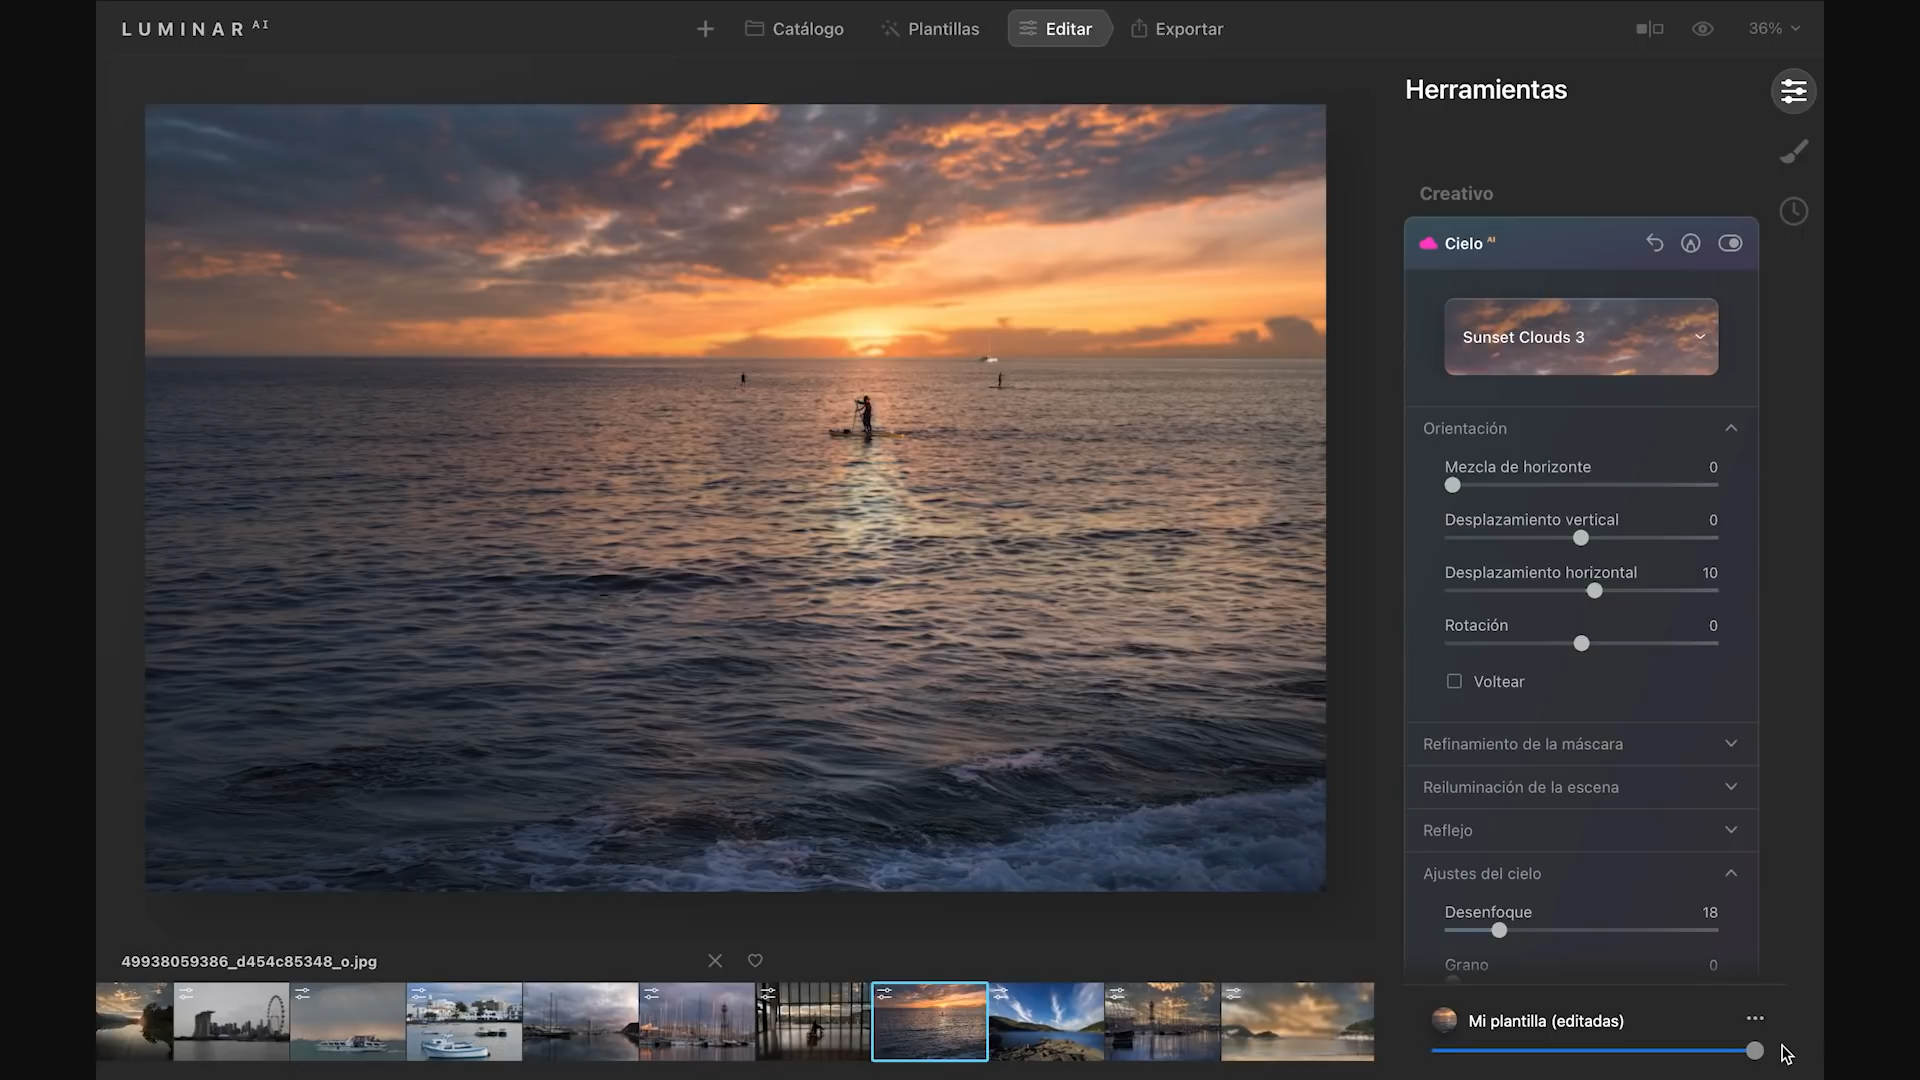 LUMINAR AI
Catálogo
Plantillas
Editar
Exportar
36%
Herramientas
Creativo
Cielo AI
Sunset Clouds 3
Orientación
Mezcla de horizonte 0
Desplazamiento vertical 0
Desplazamiento horizontal 10
Rotación 0
Voltear
Refinamiento de la máscara
Reiluminación de la escena
Reflejo
Ajustes del cielo
Desenfoque 18
Grano 0
49938059386_d454c85348_o.jpg
Mi plantilla (editadas)